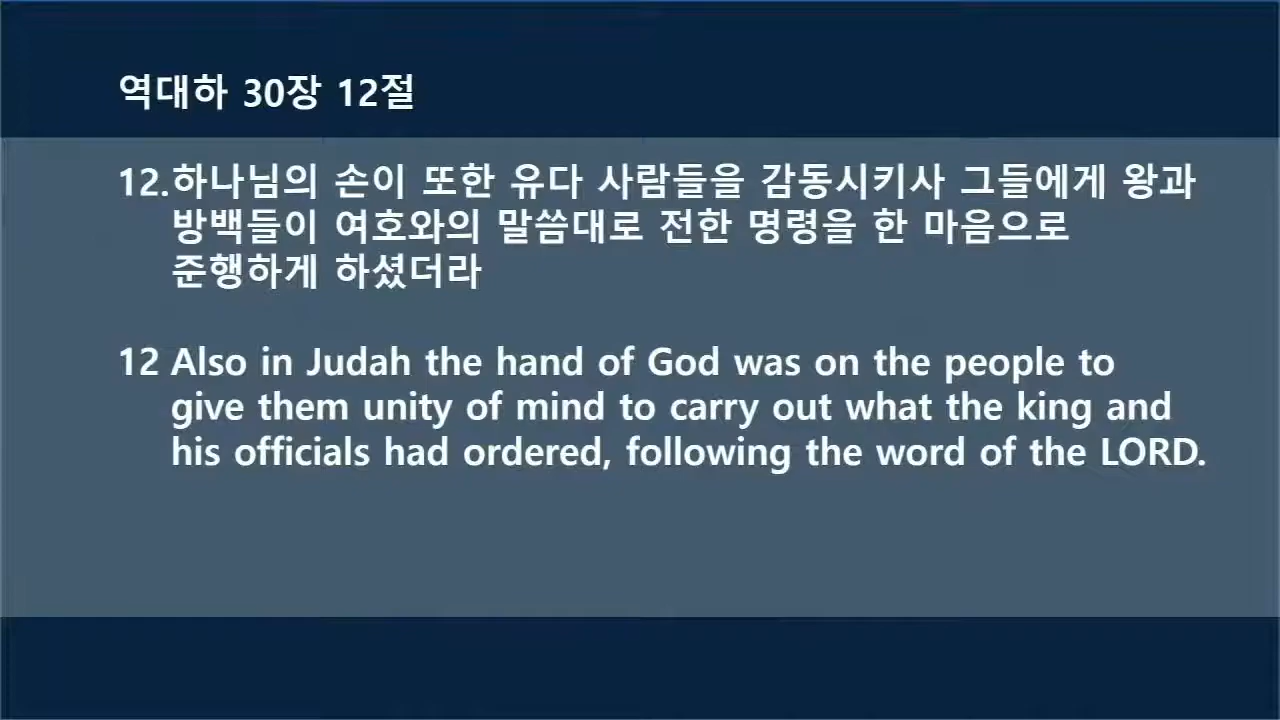 역대하 30장 12절
12.하나님의 손이 또한 유다 사람들을 감동시키사 그들에게 왕과
방백들이 여호와의 말씀대로 전한 명령을 한 마음으로
준행하게 하셨더라
12 Also in Judah the hand of God was on the people to
give them unity of mind to carry out what the king and
his officials had ordered, following the word of the LORD.